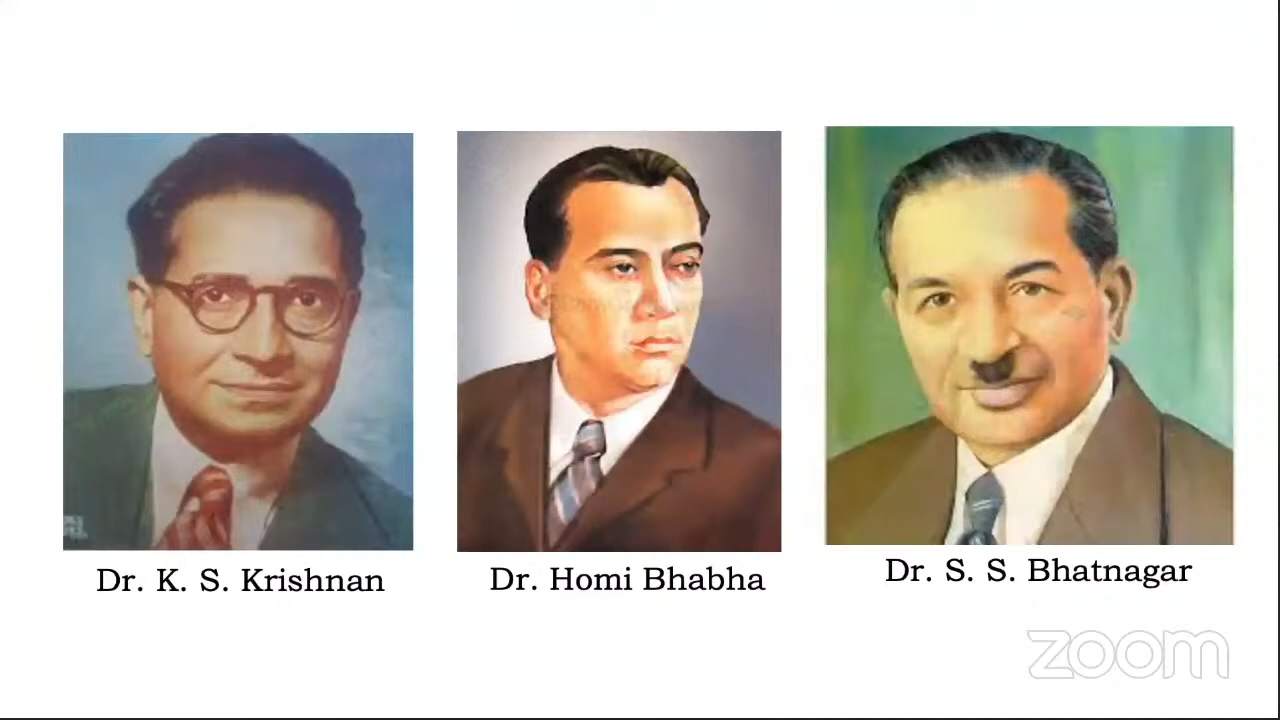 Dr. K. S. Krishnan
Dr. Homi Bhabha
Dr. S. S. Bhatnagar
zoom